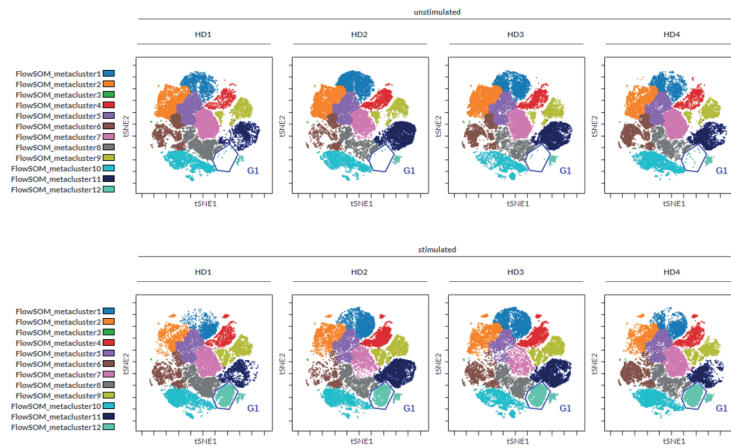 unstimulated
HD1
HD2
HD3
HD4
FlowSOM_metacluster1
FlowSOM_metacluster2
FlowSOM_metacluster3
FlowSOM_metacluster4
FlowSOM_metacluster5
FlowSOM_metacluster6
FlowSOM_metacluster7
FlowSOM_metacluster8
FlowSOM_metacluster9
FlowSOM_metacluster10
FlowSOM_metacluster11
FlowSOM_metacluster12
tSNE2
tSNE2
tSNE2
tSNE2
G1
G1
G1
G1
tSNE1
tSNE1
tSNE1
tSNE1
stimulated
HD1
HD2
HD3
HD4
FlowSOM_metacluster1
FlowSOM_metacluster2
FlowSOM_metacluster3
FlowSOM_metacluster4
FlowSOM_metacluster5
FlowSOM_metacluster6
FlowSOM_metacluster7
FlowSOM_metacluster8
FlowSOM_metacluster9
FlowSOM_metacluster10
FlowSOM_metacluster11
FlowSOM_metacluster12
tSNE2
tSNE2
tSNE2
tSNE2
G1
G1
G1
G1
tSNE1
tSNE1
tSNE1
tSNE1